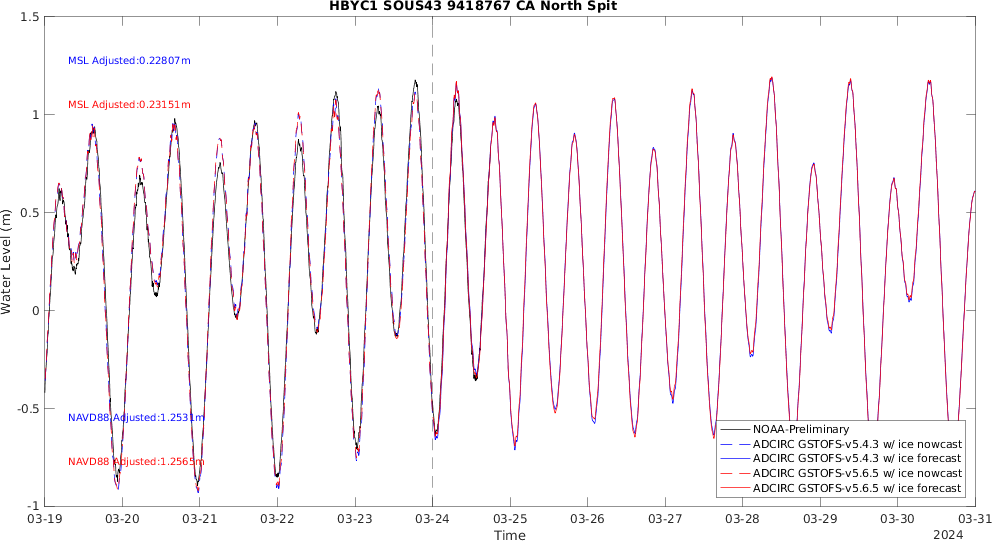 HBYC1 SOUS43 9418767 CA North Spit
1.5
MSL Adjusted:0.22807m
MSL Adjusted:0.23151m
1
0.5
Water Level (m)
0
-0.5
NAVD88 Adjusted:1.2531m
NAVD88 Adjusted:1.2565m
-1
NOAA-Preliminary
ADCIRC GSTOFS-v5.4.3 w/ ice nowcast
ADCIRC GSTOFS-v5.4.3 w/ ice forecast
ADCIRC GSTOFS-v5.6.5 w/ ice nowcast
ADCIRC GSTOFS-v5.6.5 w/ ice forecast
03-19 03-20 03-21 03-22 03-23 03-24 03-25 03-26 03-27 03-28 03-29 03-30 03-31
Time
2024